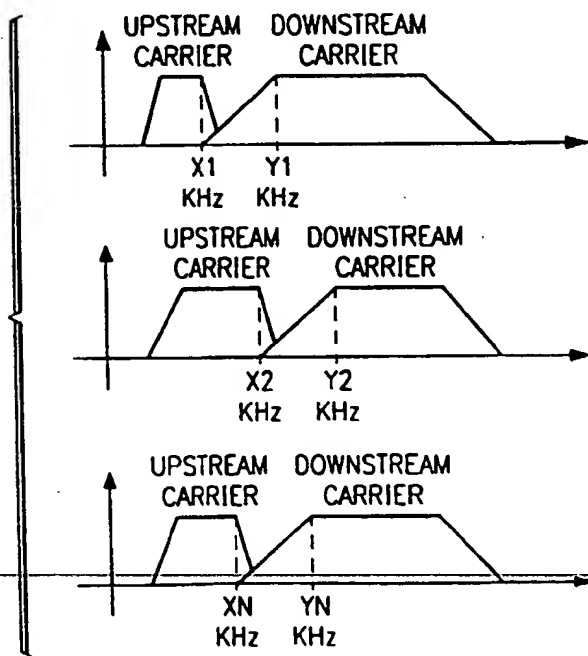 UPSTREAM DOWNSTREAM
CARRIER CARRIER
X1 Y1
KHz KHz
UPSTREAM DOWNSTREAM
CARRIER CARRIER
X2 Y2
KHz KHz
UPSTREAM DOWNSTREAM
CARRIER CARRIER
XN YN
KHz KHz